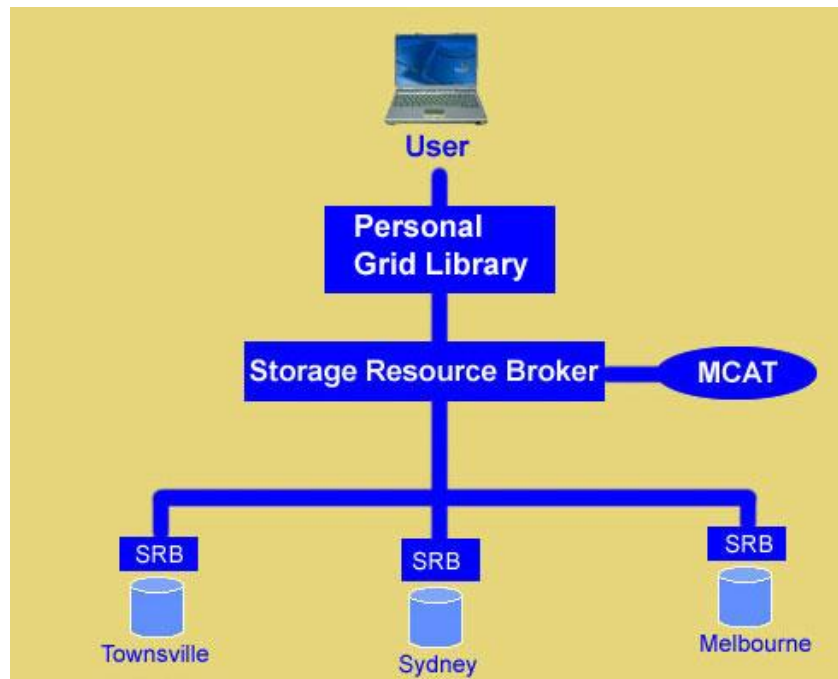 User
Personal
Grid Library
Storage Resource Broker
MCAT
SRB
SRB
SRB
Townsville
Sydney
Melbourne